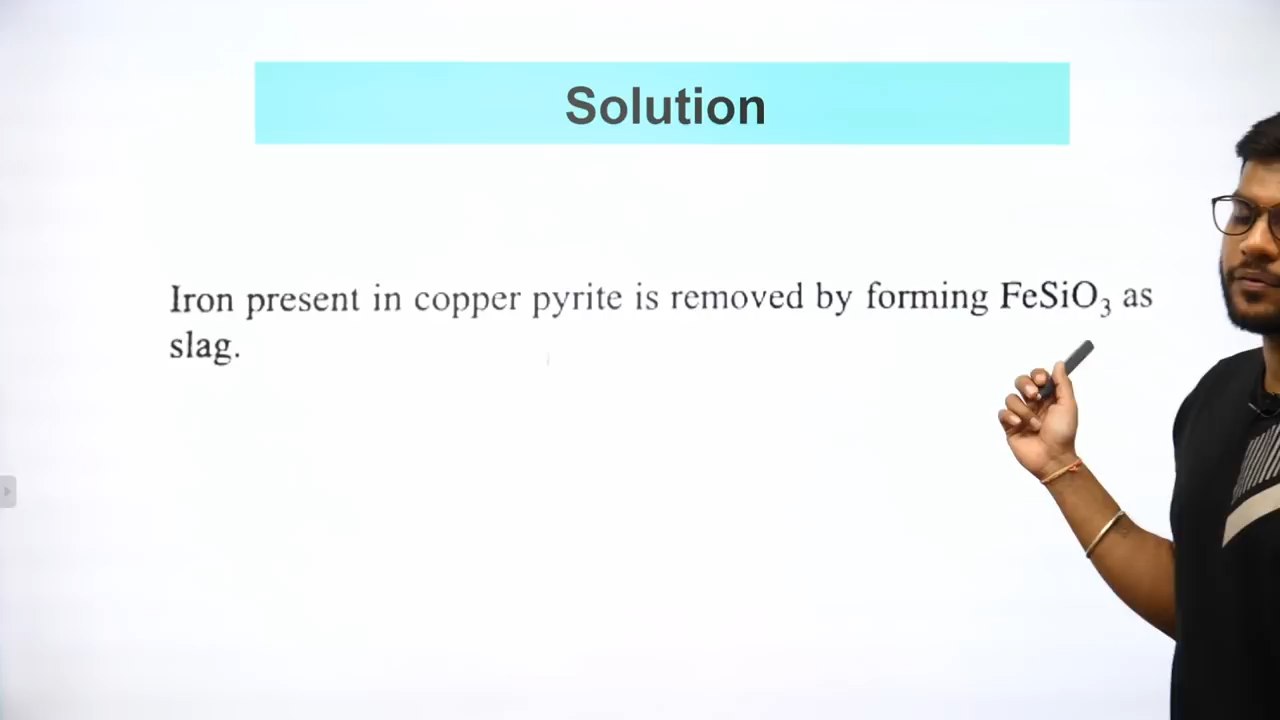 Solution
Iron present in copper pyrite is removed by forming FeSiO₃ as
slag.